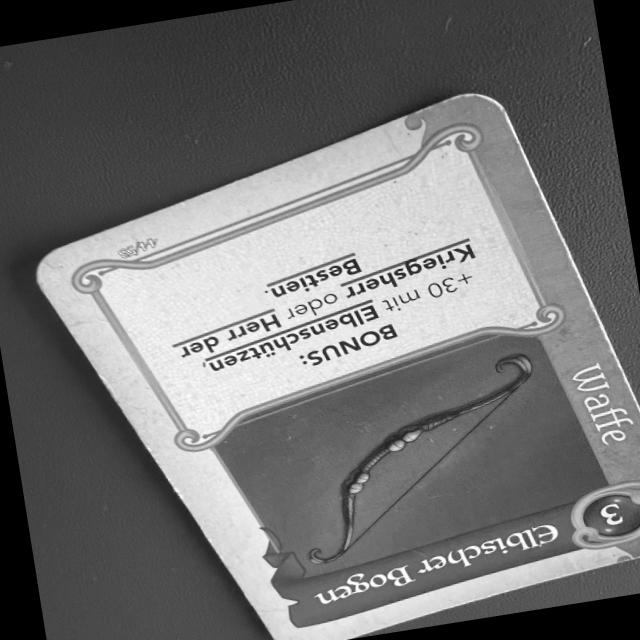 3
Elbischer Bogen
Waffe
BONUS:
+30 mit Elbenschützen,
Kriegsherr oder Herr der
Bestien.